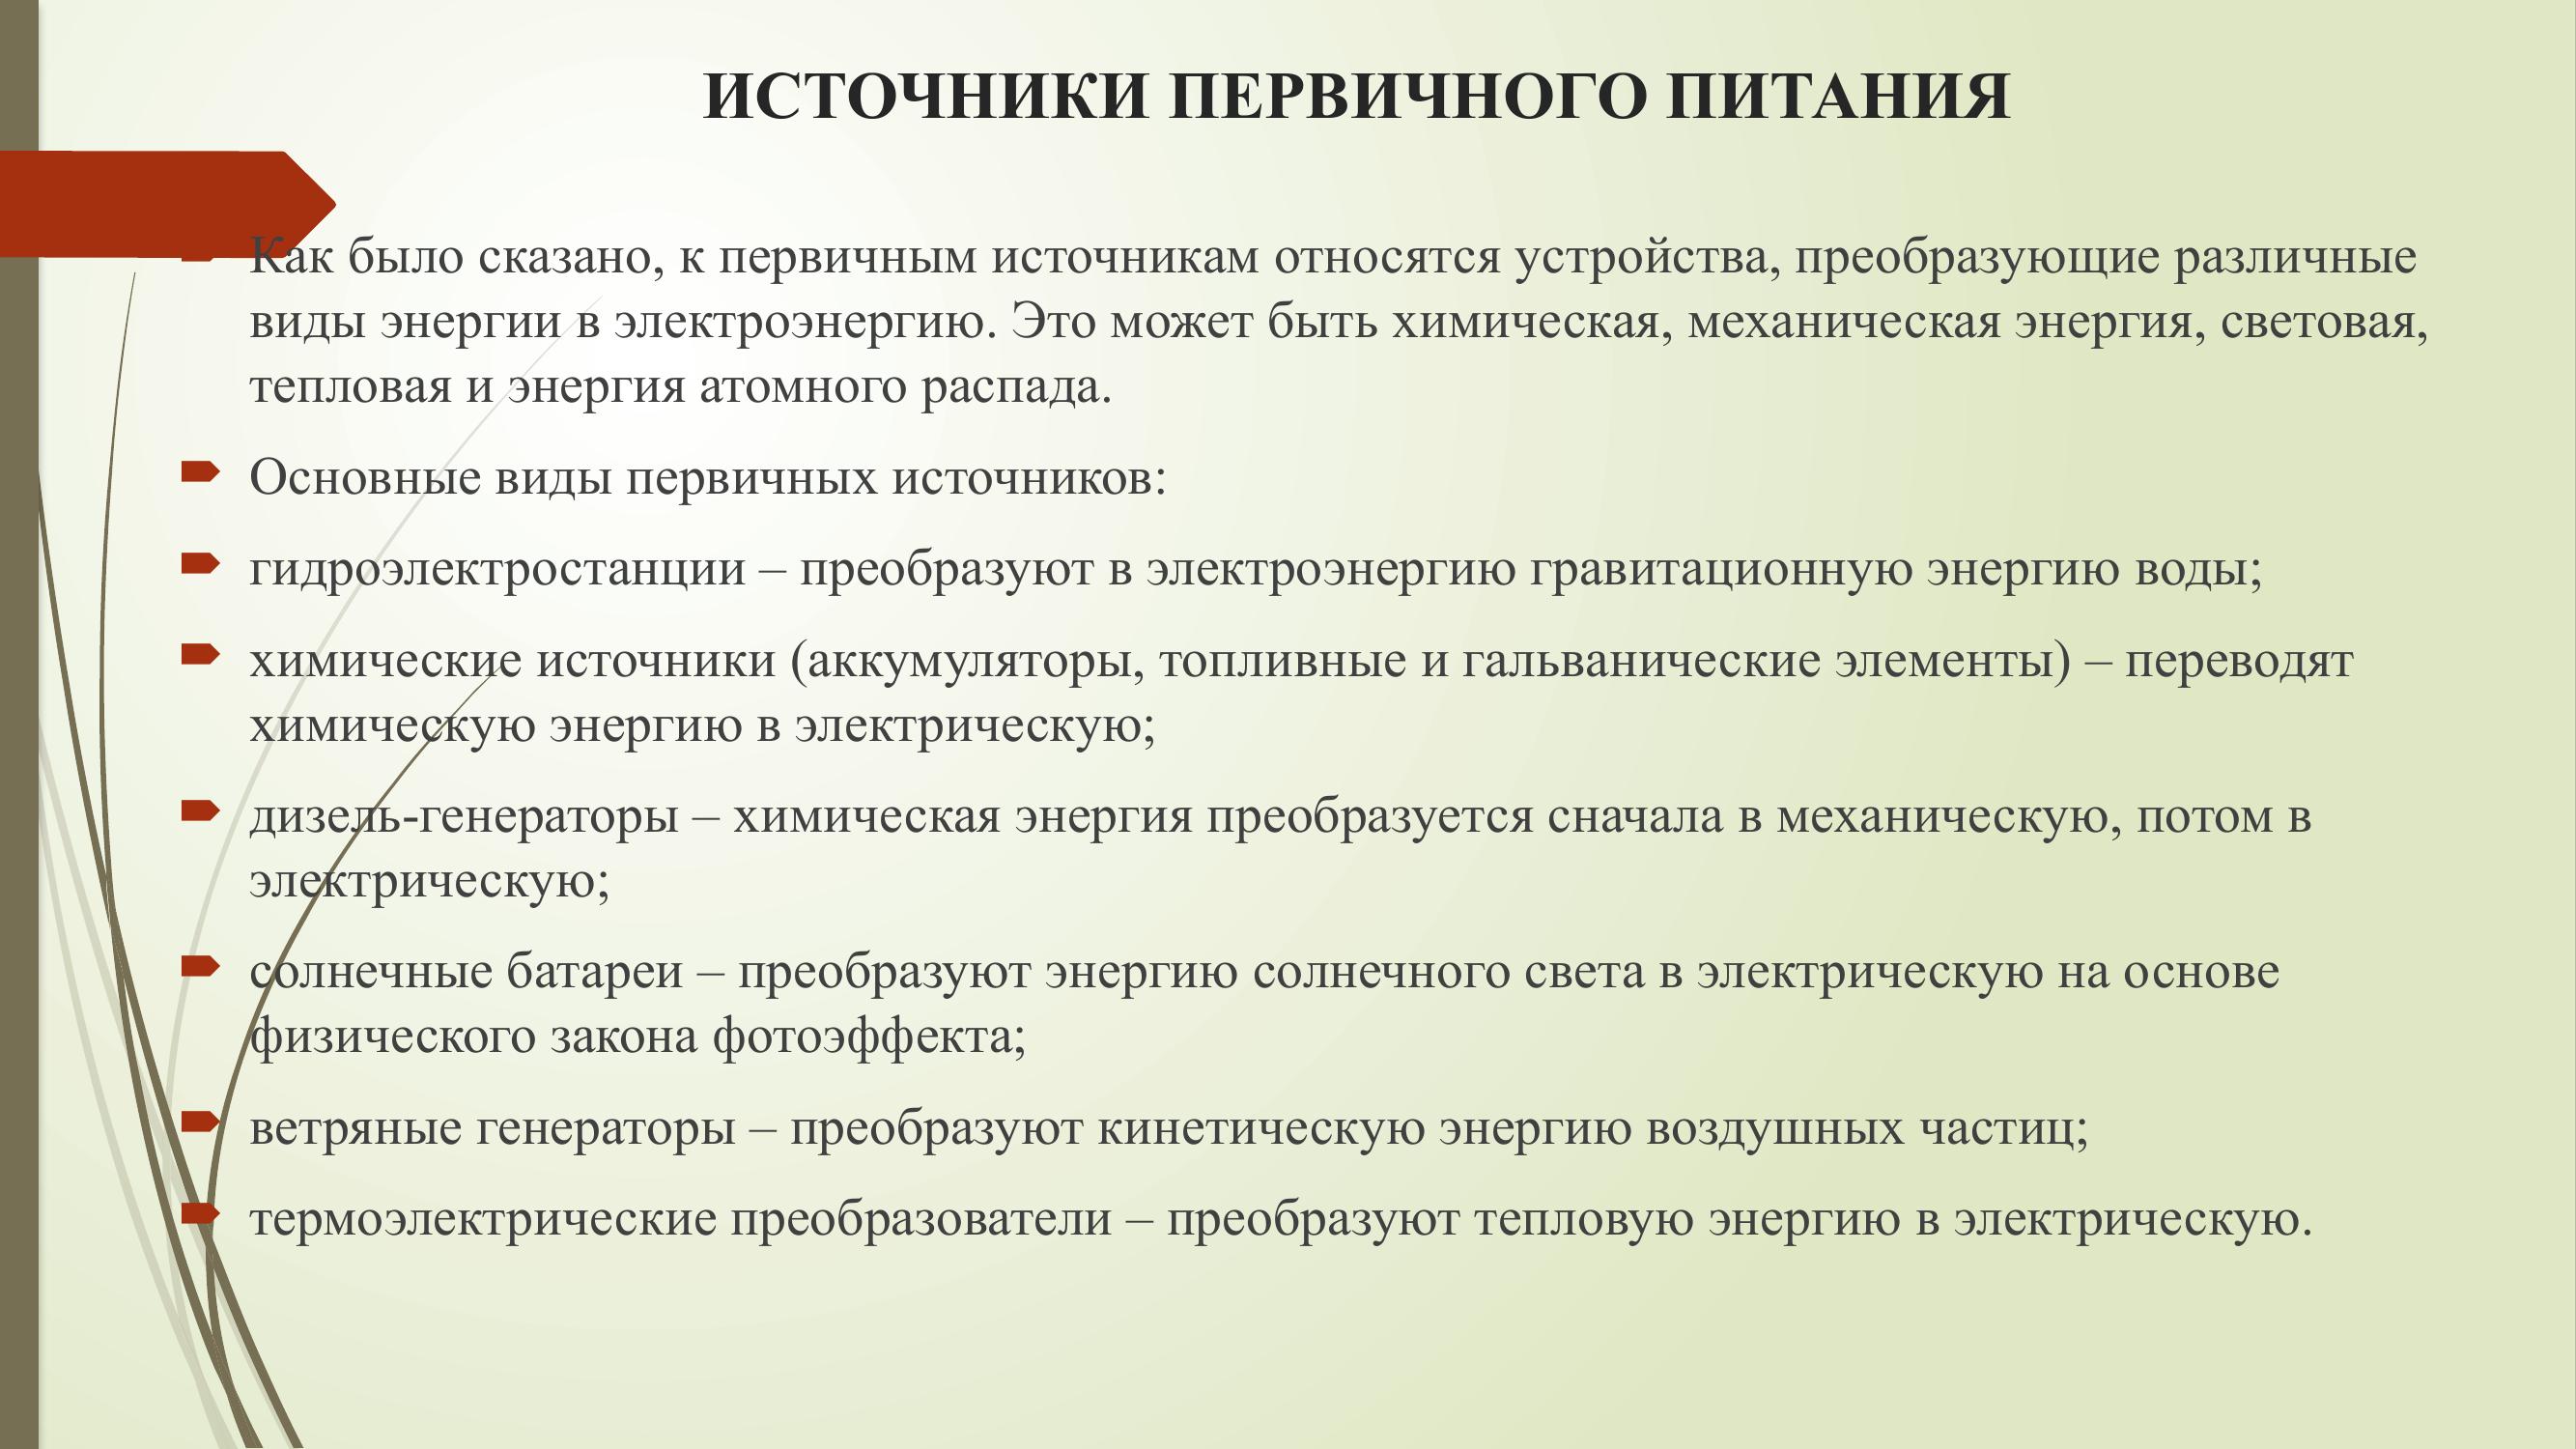 ИСТОЧНИКИ ПЕРВИЧНОГО ПИТАНИЯ
Как было сказано, к первичным источникам относятся устройства, преобразующие различные
виды энергии в электроэнергию. Это может быть химическая, механическая энергия, световая,
тепловая и энергия атомного распада.
Основные виды первичных источников:
гидроэлектростанции – преобразуют в электроэнергию гравитационную энергию воды;
химические источники (аккумуляторы, топливные и гальванические элементы) – переводят
химическую энергию в электрическую;
дизель-генераторы – химическая энергия преобразуется сначала в механическую, потом в
электрическую;
солнечные батареи – преобразуют энергию солнечного света в электрическую на основе
физического закона фотоэффекта;
ветряные генераторы – преобразуют кинетическую энергию воздушных частиц;
термоэлектрические преобразователи – преобразуют тепловую энергию в электрическую.